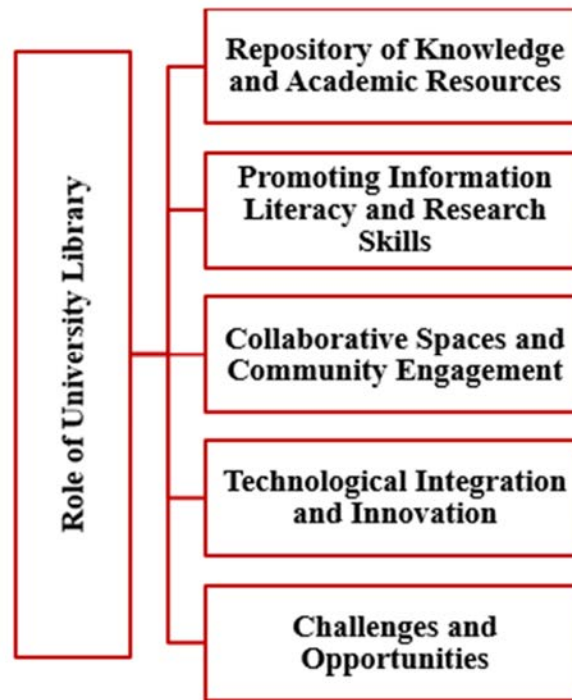 Role of University Library
Repository of Knowledge
and Academic Resources
Promoting Information
Literacy and Research
Skills
Collaborative Spaces and
Community Engagement
Technological Integration
and Innovation
Challenges and
Opportunities